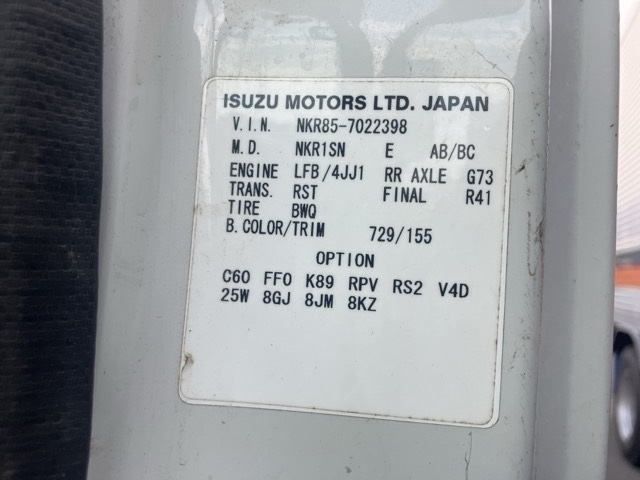 ISUZU MOTORS LTD. JAPAN
V.I.N. NKR85-7022398
M.D. NKR1SN E AB/BC
ENGINE LFB/4JJ1 RR AXLE G73
TRANS. RST FINAL R41
TIRE BWQ
B.COLOR/TRIM 729/155
OPTION
C60 FF0 K89 RPV RS2 V4D
25W 8GJ 8JM 8KZ